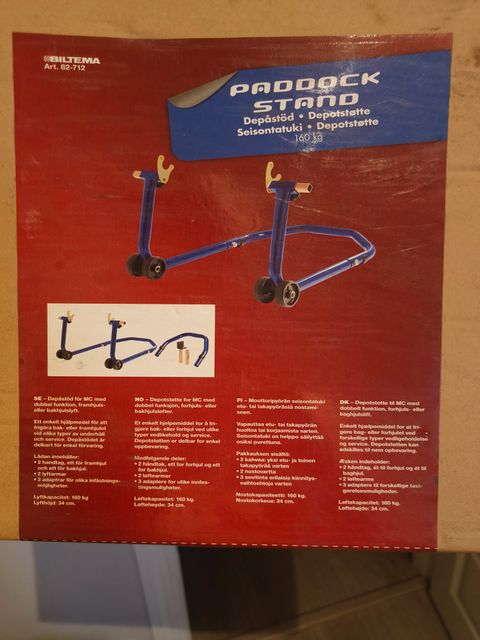 BILTEMA
Art. 82-712
PADDOCK
STAND
Depåstöd • Depotstøtte
Seisontatuki • Depotstøtte
160 kg
SE – Depåstöd för MC med
dubbel funktion, framhjuls-
eller bakhjulslyft.
Ett enkelt hjälpmedel för att
frigöra bak- eller framhjulet
vid olika typer av underhåll
och service. Depåstödet är
delbart för enkel förvaring.
Lådan innehåller:
• 2 handtag, ett för framhjul
och ett för bakhjul
• 2 lyftarmar
• 3 adaptrar för olika infästnings-
möjligheter.
Lyftkapacitet: 160 kg
Lyfthöjd: 34 cm.
NO – Depotstøtte for MC med
dobbel funksjon, forhjuls- eller
bakhjulsløfter.
Et enkelt hjelpemiddel for å fri-
gjøre bak- eller forhjulet ved ulike
typer vedlikehold og service.
Depotstøtten er delbar for enkel
oppbevaring.
Medfølgende deler:
• 2 håndtak, ett for forhjul og ett
for bakhjul
• 2 løftearmer
• 3 adaptere for ulike innfes-
tingsmuligheter.
Løftekapasitet: 160 kg.
Løftehøyde: 34 cm.
FI – Moottoripyörän seisontatuki
etu- tai takapyörästä nostami-
seen.
Vapauttaa etu- tai takapyörän
huoltoa tai korjaamista varten.
Seisontatuki on helppo säilyttää
osiksi purettuna.
Pakkauksen sisältö:
• 2 kahvaa: yksi etu- ja toinen
takapyörää varten
• 2 nostovartta
• 3 sovitinta erilaisia kiinnitys-
vaihtoehtoja varten
Nostokapasiteetti: 160 kg.
Nostokorkeus: 34 cm.
DK – Depotstøtte til MC med
dobbelt funktion, forhjuls- eller
baghjulslift.
Enkelt hjælpemiddel for at fri-
gøre bag- eller forhjulet ved
forskellige typer vedligeholdelse
og service. Depotstøtten kan
adskilles til nem opbevaring.
Æsken indeholder:
• 2 håndtag, ét til forhjul og ét til
baghjul.
• 2 løftearme
• 3 adaptere til forskellige fast-
gørelsesmuligheder.
Løftekapacitet: 160 kg.
Løftehøjde: 34 cm.